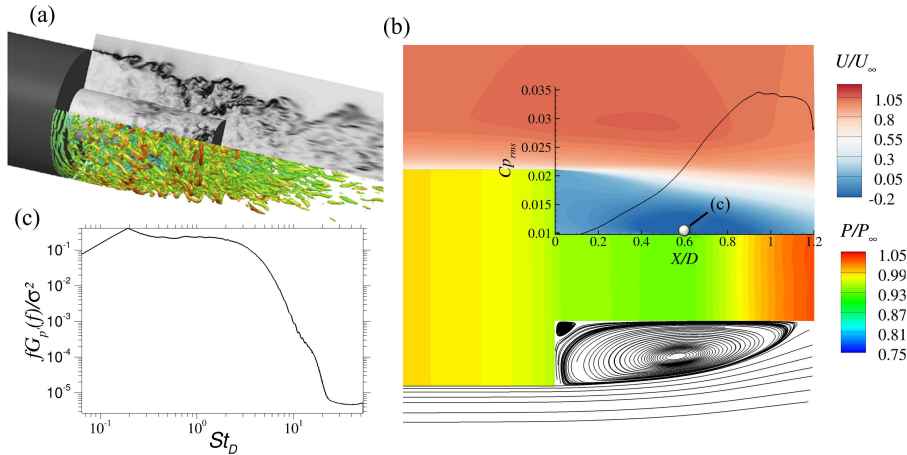 (a)
(b)
U/U∞
1.05
0.8
0.55
0.3
0.05
-0.2
P/P∞
1.05
0.99
0.93
0.87
0.81
0.75
Cp_rms
0.035
0.03
0.025
0.02
0.015
0.01
(c)
0 0.2 0.4 0.6 0.8 1 1.2
X/D
(c)
fG_p(f)/σ²
10⁻¹
10⁻²
10⁻³
10⁻⁴
10⁻⁵
10⁻¹ 10⁰ 10¹
St_D